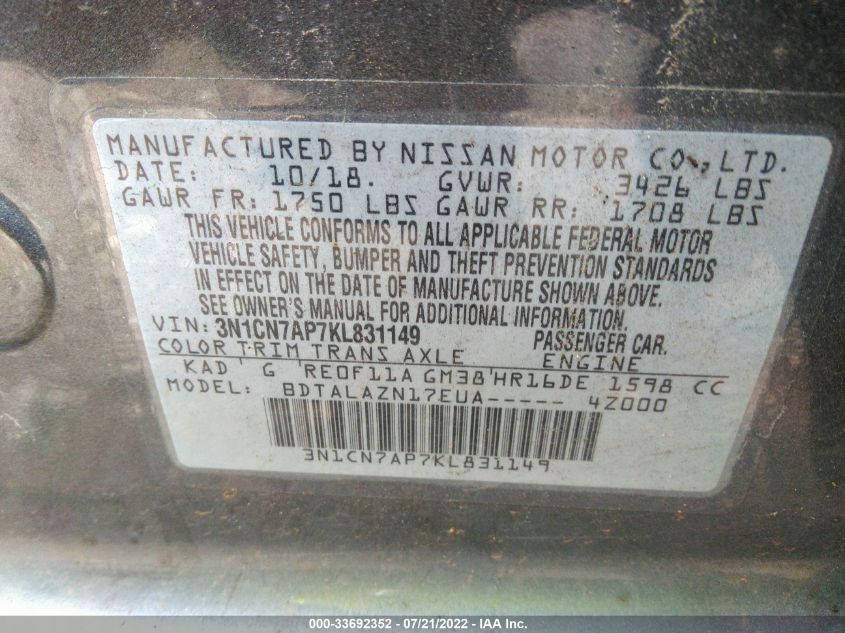 MANUFACTURED BY NISSAN MOTOR CO.,LTD.
DATE: 10/18. GVWR: 3426 LBS
GAWR FR: 1750 LBS GAWR RR: 1708 LBS
THIS VEHICLE CONFORMS TO ALL APPLICABLE FEDERAL MOTOR
VEHICLE SAFETY, BUMPER AND THEFT PREVENTION STANDARDS
IN EFFECT ON THE DATE OF MANUFACTURE SHOWN ABOVE.
SEE OWNER'S MANUAL FOR ADDITIONAL INFORMATION.
VIN: 3N1CN7AP7KL831149 PASSENGER CAR.
COLOR TRIM TRANS AXLE ENGINE
KAD G RE0F11A GM38 HR16DE 1598 CC
MODEL: BDTALAZN17EUA----- 4Z000
3N1CN7AP7KL831149
000-33692352 - 07/21/2022 - IAA Inc.